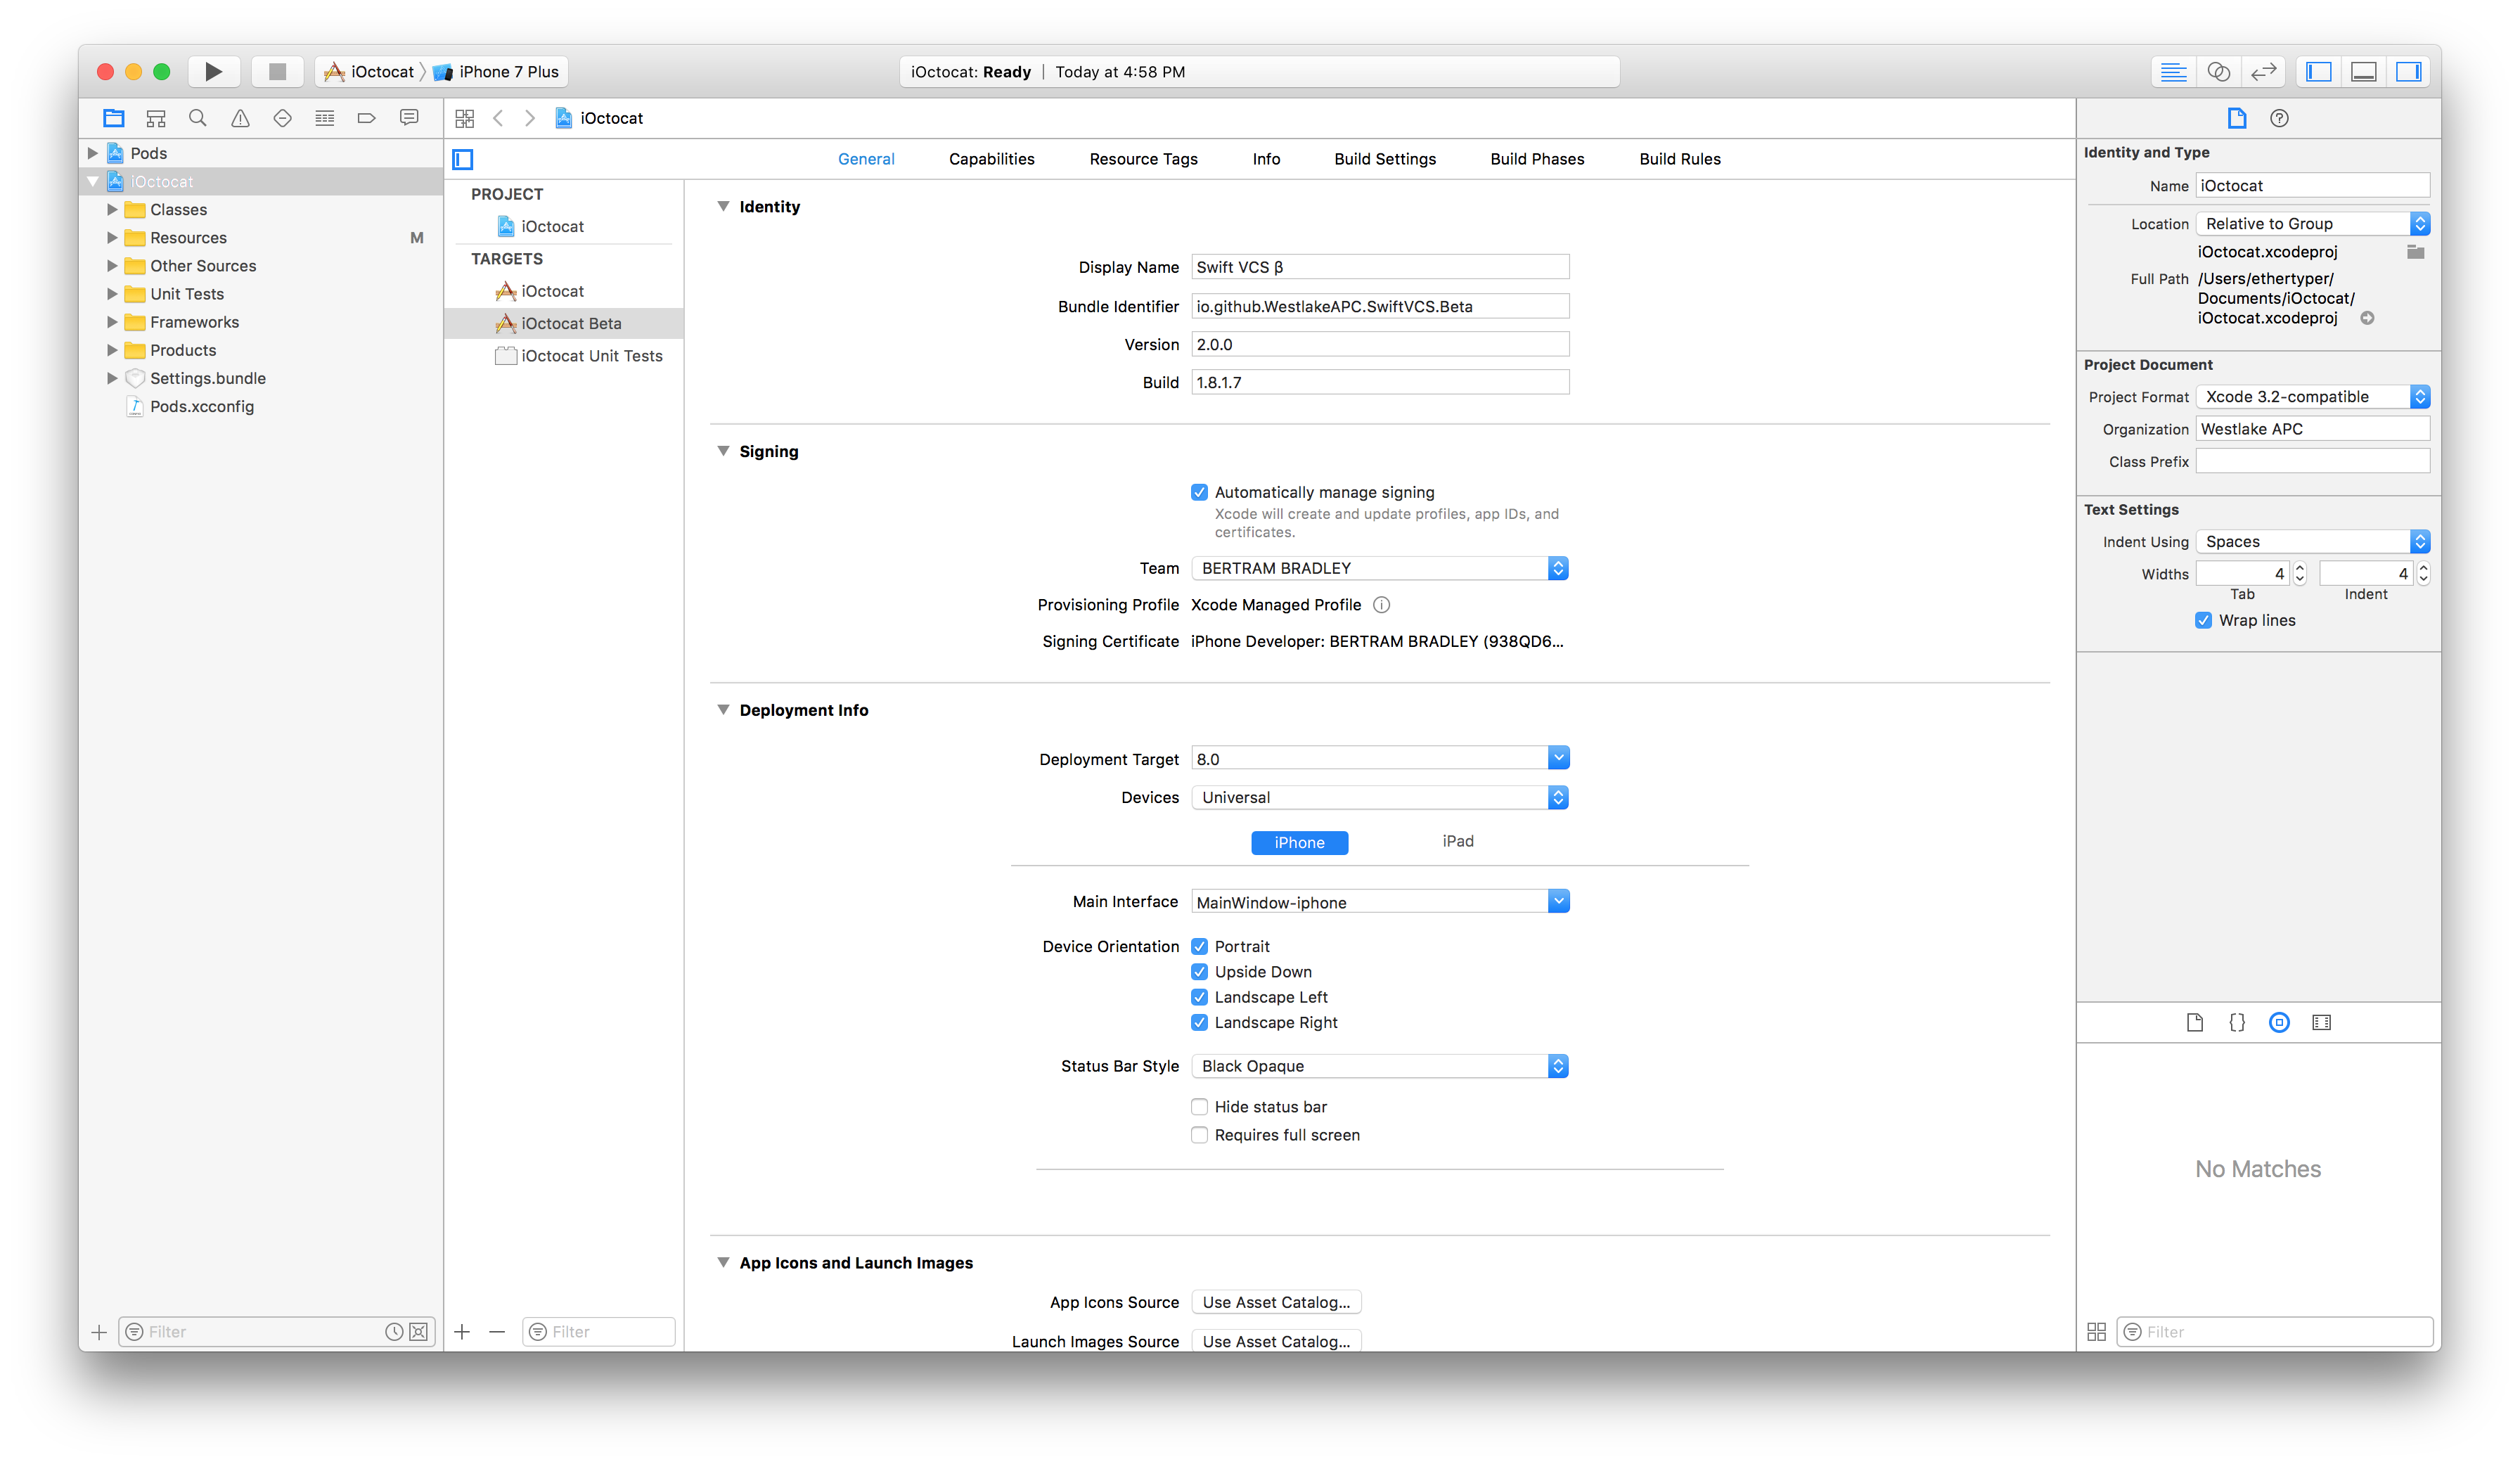 iOctocat 〉 iPhone 7 Plus
iOctocat: Ready | Today at 4:58 PM
iOctocat
Pods
iOctocat
Classes
Resources M
Other Sources
Unit Tests
Frameworks
Products
Settings.bundle
Pods.xcconfig
Filter
General Capabilities Resource Tags Info Build Settings Build Phases Build Rules
PROJECT
iOctocat
TARGETS
iOctocat
iOctocat Beta
iOctocat Unit Tests
Filter
Identity
Display Name Swift VCS β
Bundle Identifier io.github.WestlakeAPC.SwiftVCS.Beta
Version 2.0.0
Build 1.8.1.7
Signing
Automatically manage signing
Xcode will create and update profiles, app IDs, and
certificates.
Team BERTRAM BRADLEY
Provisioning Profile Xcode Managed Profile
Signing Certificate iPhone Developer: BERTRAM BRADLEY (938QD6...
Deployment Info
Deployment Target 8.0
Devices Universal
iPhone iPad
Main Interface MainWindow-iphone
Device Orientation Portrait
Upside Down
Landscape Left
Landscape Right
Status Bar Style Black Opaque
Hide status bar
Requires full screen
App Icons and Launch Images
App Icons Source Use Asset Catalog...
Launch Images Source Use Asset Catalog...
Identity and Type
Name iOctocat
Location Relative to Group
iOctocat.xcodeproj
Full Path /Users/ethertyper/
Documents/iOctocat/
iOctocat.xcodeproj
Project Document
Project Format Xcode 3.2-compatible
Organization Westlake APC
Class Prefix
Text Settings
Indent Using Spaces
Widths 4 4
Tab Indent
Wrap lines
{}
No Matches
Filter